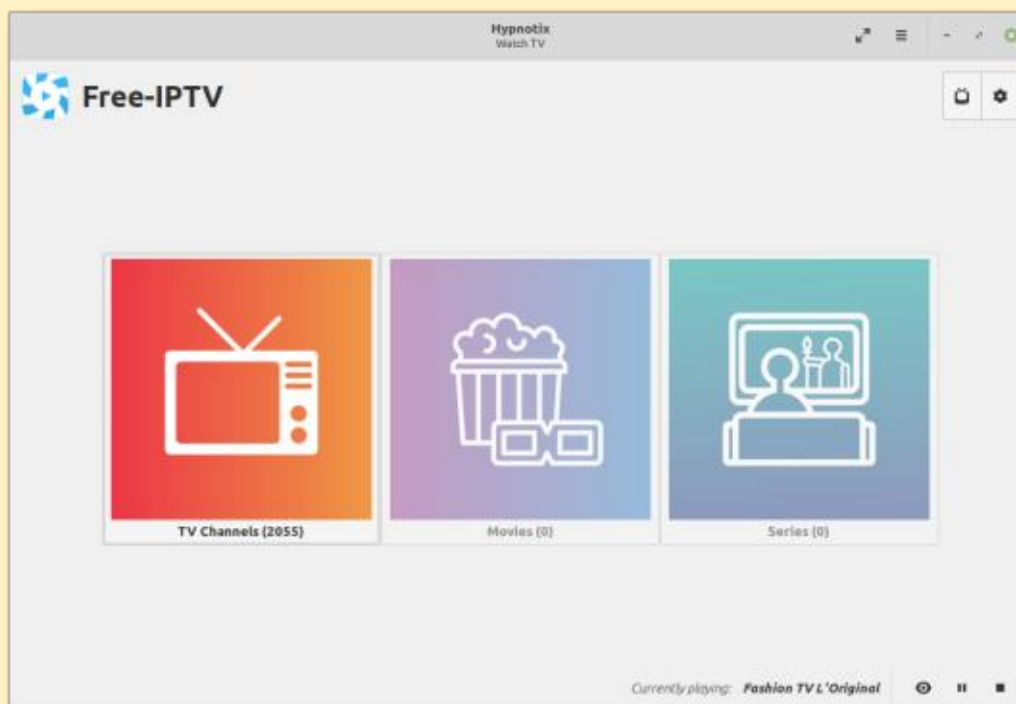 Hypnotix
Watch TV
Free-IPTV
TV Channels (2055)
Movies (0)
Series (0)
Currently playing: Fashion TV L'Original